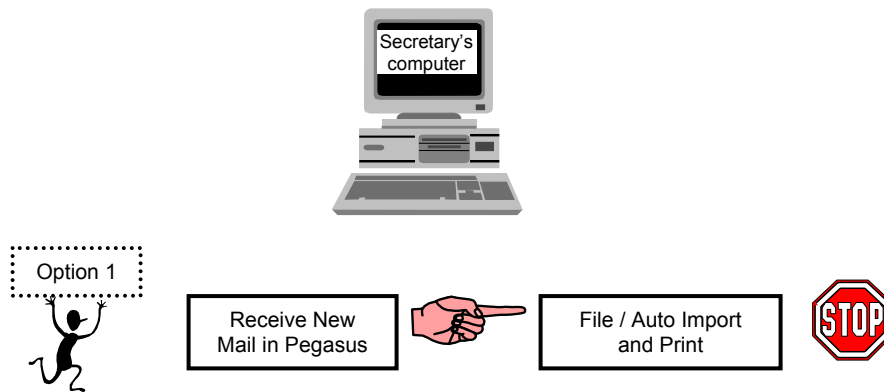 Secretary's
computer
Option 1
Receive New
Mail in Pegasus
File / Auto Import
and Print
STOP